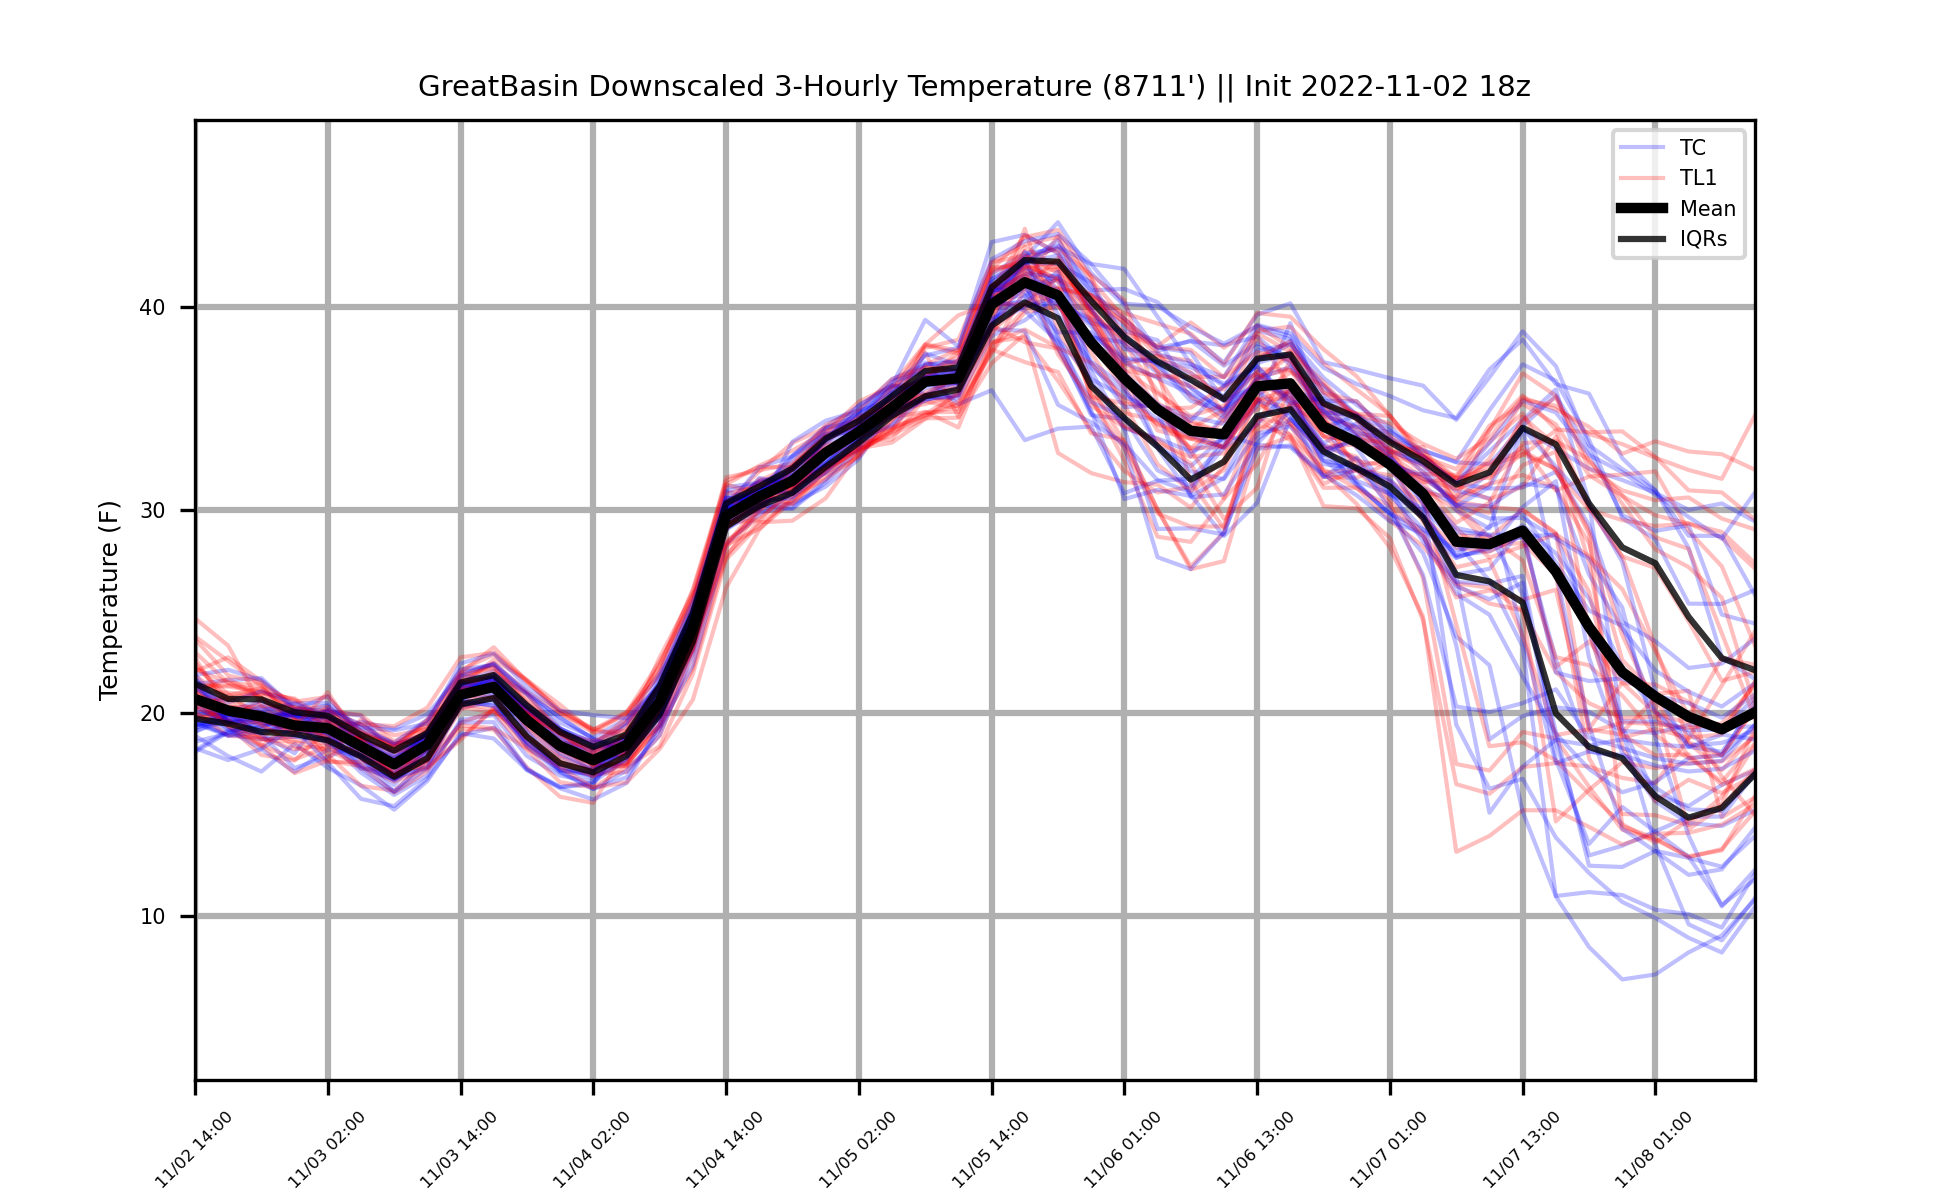 GreatBasin Downscaled 3-Hourly Temperature (8711') || Init 2022-11-02 18z
TC
TL1
Mean
IQRs
Temperature (F)
40
30
20
10
11/02 14:00
11/03 02:00
11/03 14:00
11/04 02:00
11/04 14:00
11/05 02:00
11/05 14:00
11/06 01:00
11/06 13:00
11/07 01:00
11/07 13:00
11/08 01:00